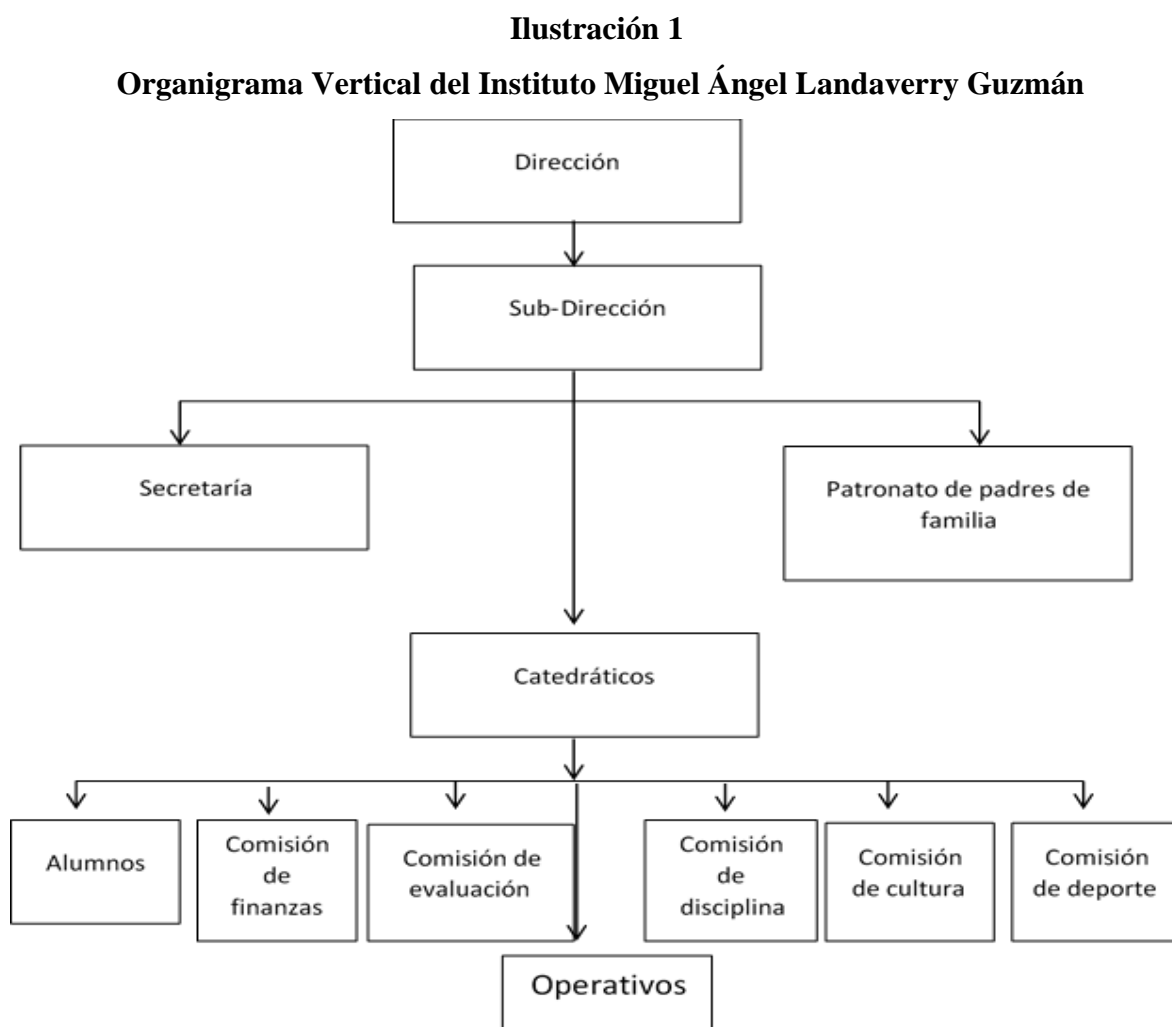 Ilustración 1
Organigrama Vertical del Instituto Miguel Ángel Landaverry Guzmán
Dirección
Sub-Dirección
Secretaría
Patronato de padres de
familia
Catedráticos
Alumnos
Comisión
de
finanzas
Comisión de
evaluación
Comisión
de
disciplina
Comisión
de cultura
Comisión
de deporte
Operativos